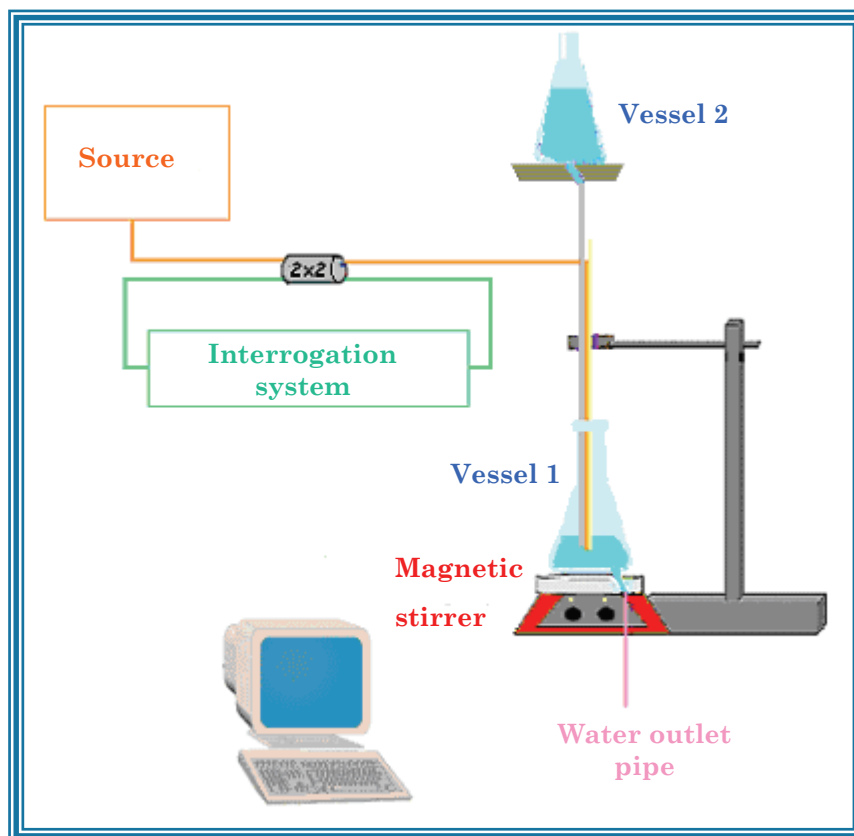 Vessel 2
Source
2x2
Interrogation
system
Vessel 1
Magnetic
stirrer
Water outlet
pipe